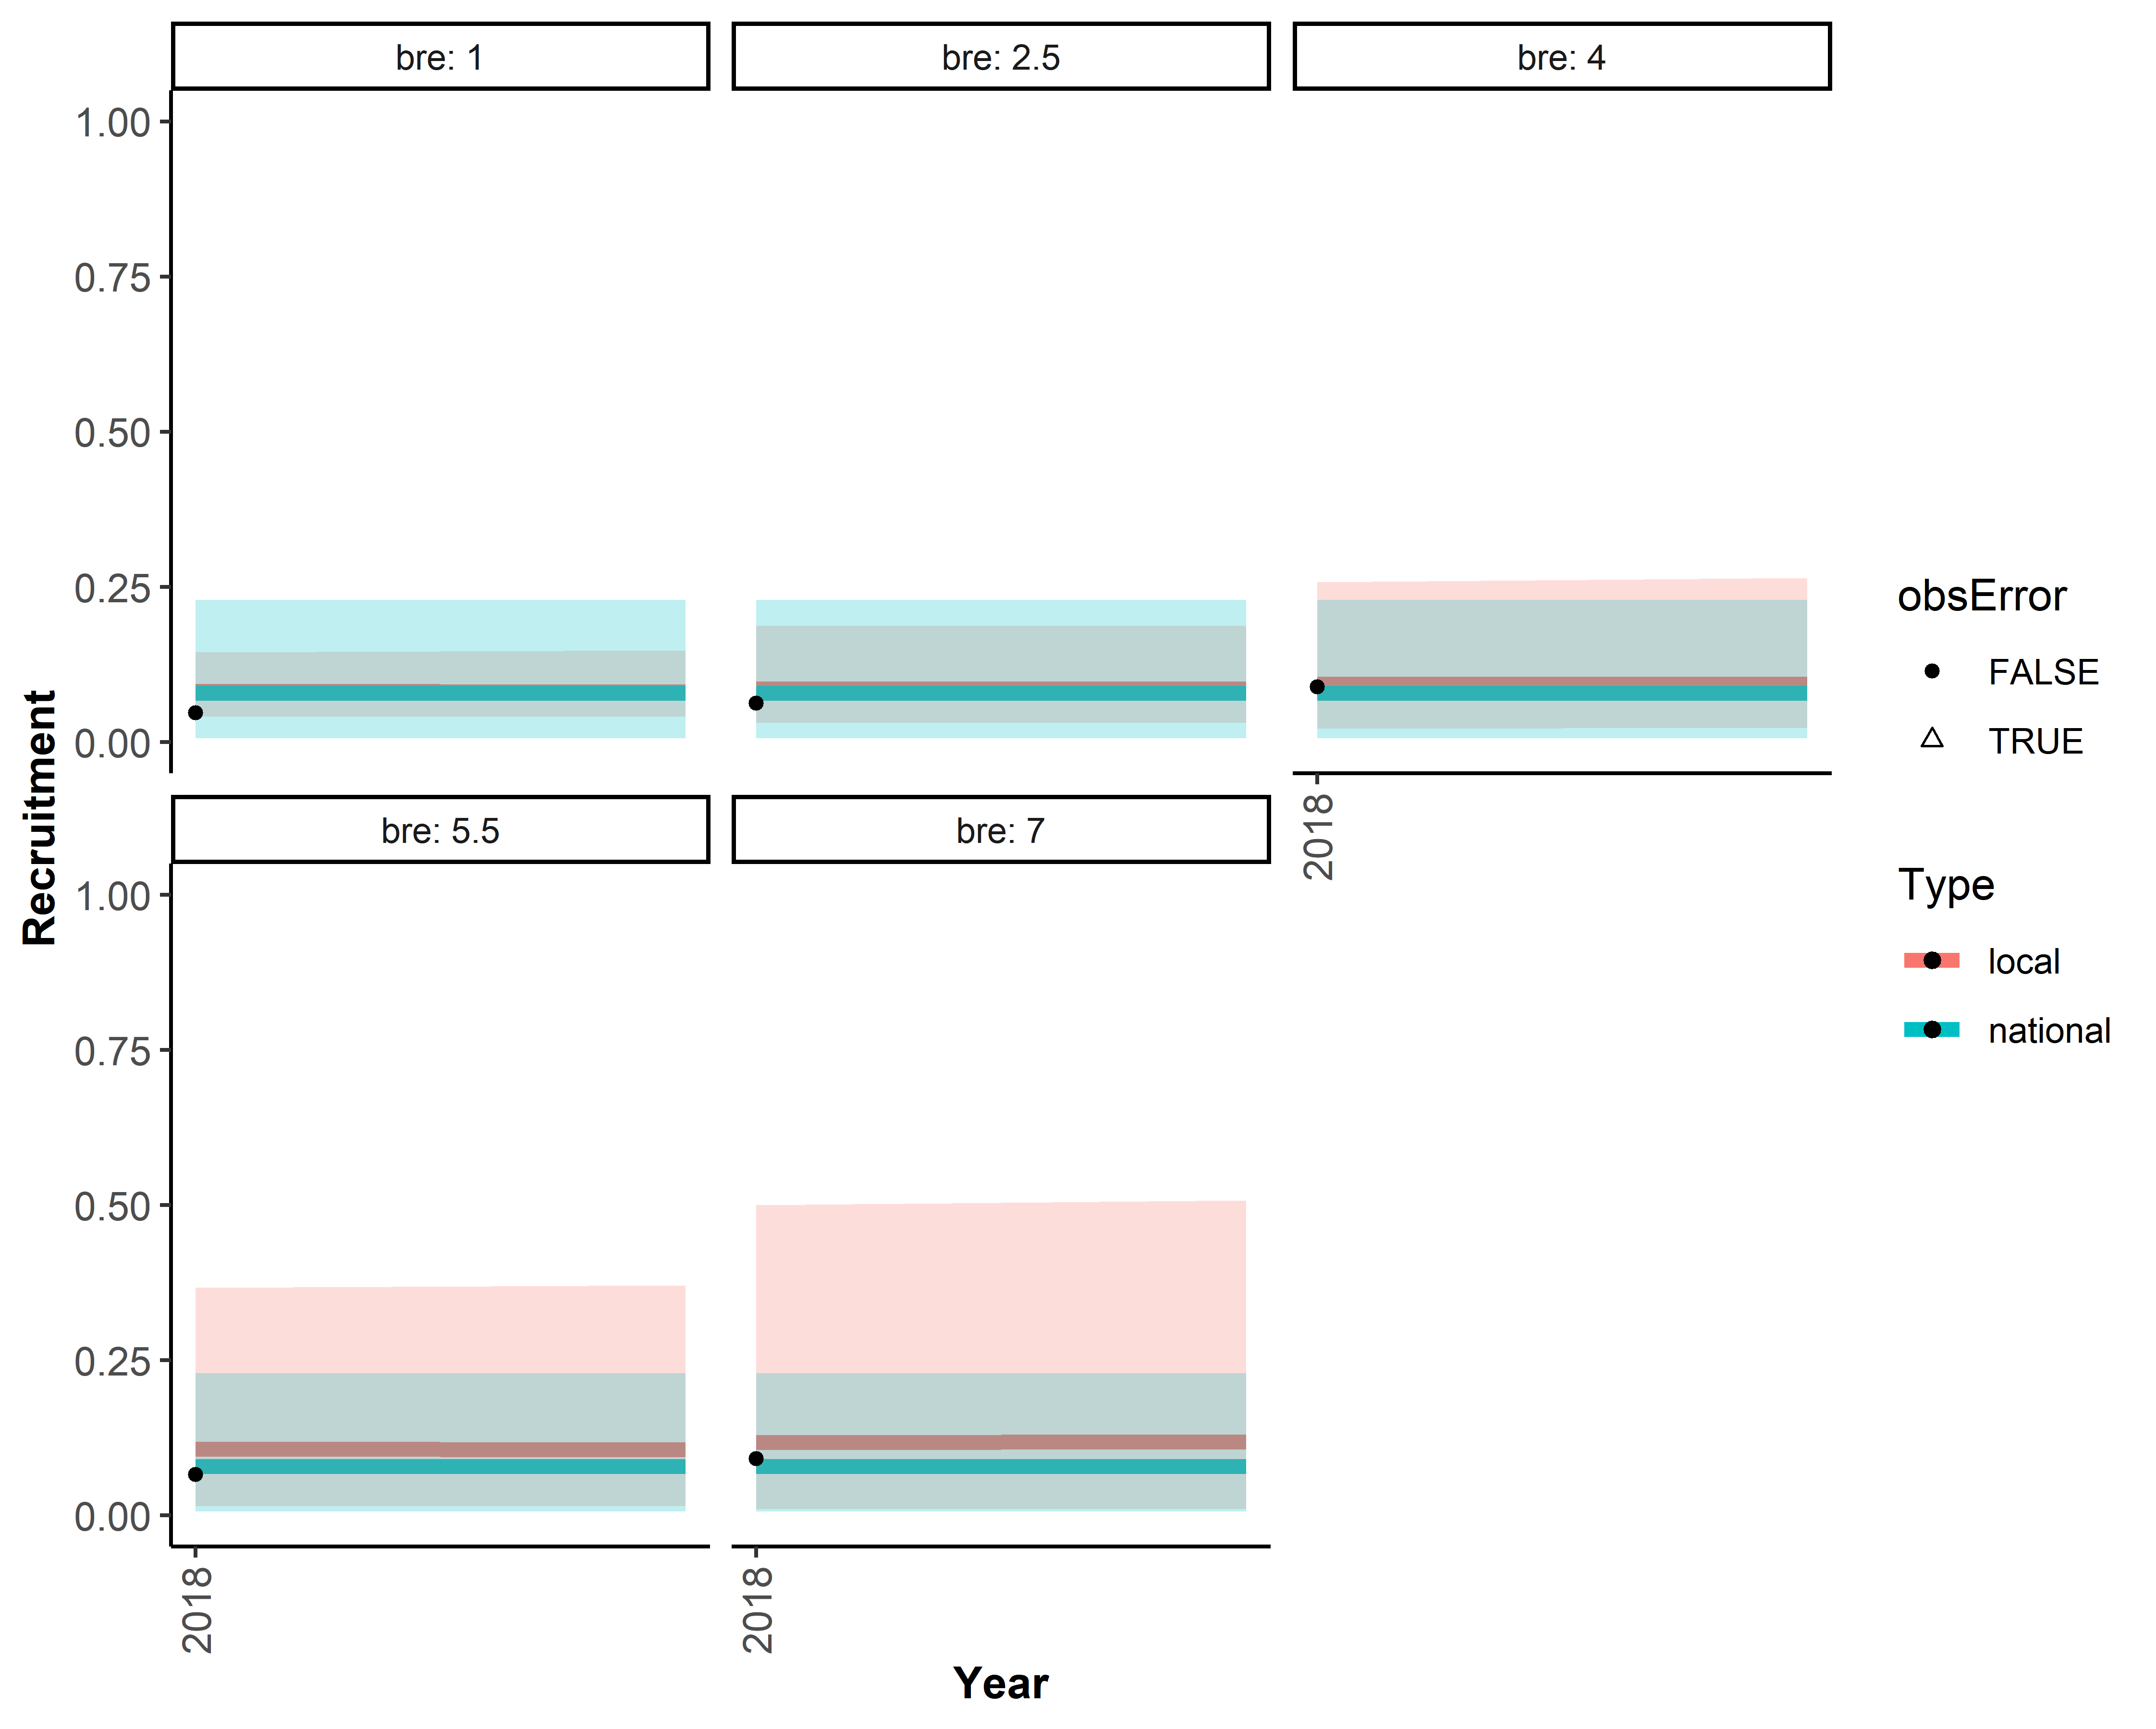 bre: 1
bre: 2.5
bre: 4
1.00
0.75
0.50
0.25
0.00
2018
bre: 5.5
bre: 7
1.00
0.75
0.50
0.25
0.00
2018
2018
Recruitment
Year
obsError
FALSE
TRUE
Type
local
national